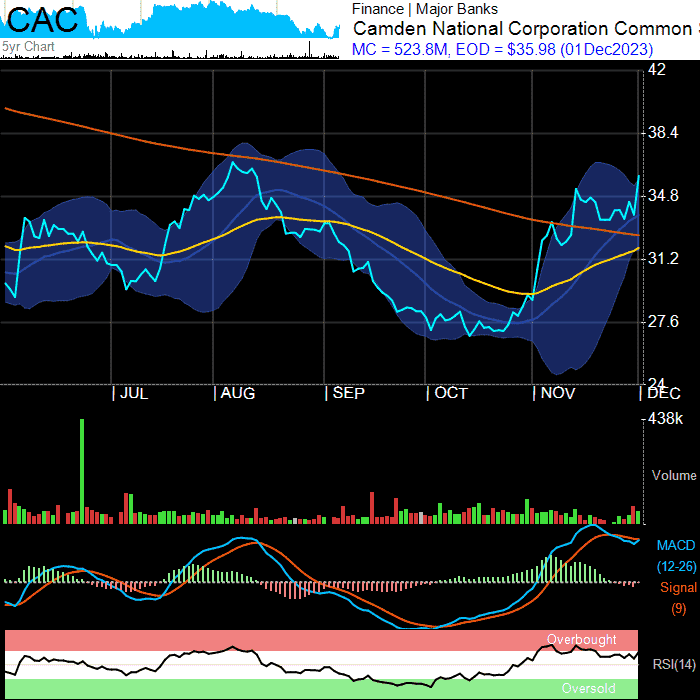 CAC
5yr Chart
Finance | Major Banks
Camden National Corporation Common
MC = 523.8M, EOD = $35.98 (01Dec2023)
42
38.4
34.8
31.2
27.6
24
JUL AUG SEP OCT NOV DEC
438k
Volume
MACD
(12-26)
Signal
(9)
Overbought
RSI(14)
Oversold